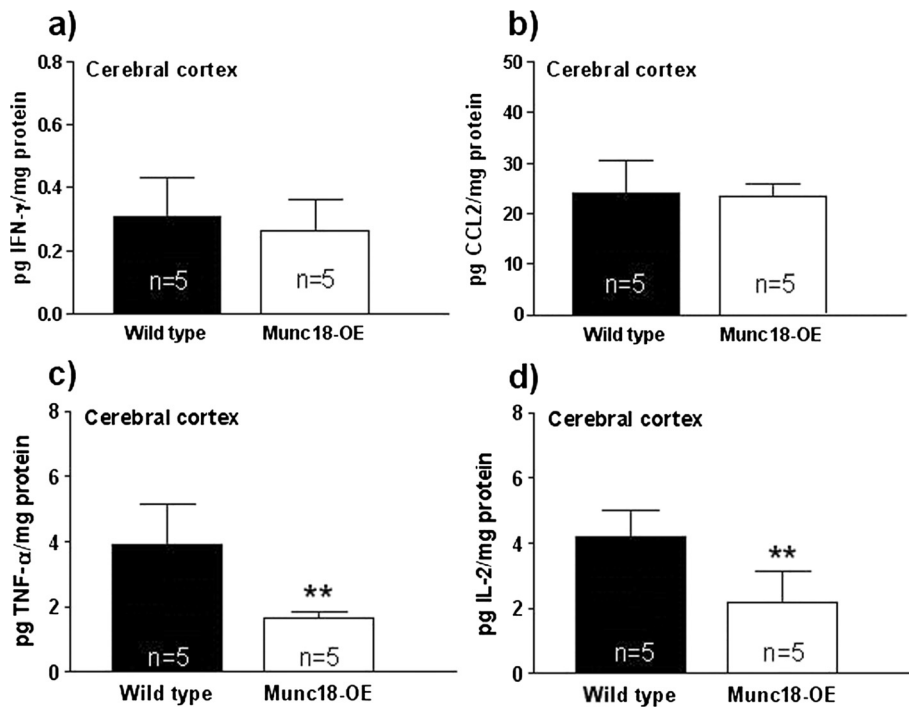 a)
Cerebral cortex
pg IFN-γ/mg protein
0.8
0.6
0.4
0.2
0.0
n=5
n=5
Wild type
Munc18-OE
b)
Cerebral cortex
pg CCL2/mg protein
50
40
30
20
10
0
n=5
n=5
Wild type
Munc18-OE
c)
Cerebral cortex
pg TNF-α/mg protein
8
6
4
2
0
**
n=5
n=5
Wild type
Munc18-OE
d)
Cerebral cortex
pg IL-2/mg protein
8
6
4
2
0
**
n=5
n=5
Wild type
Munc18-OE